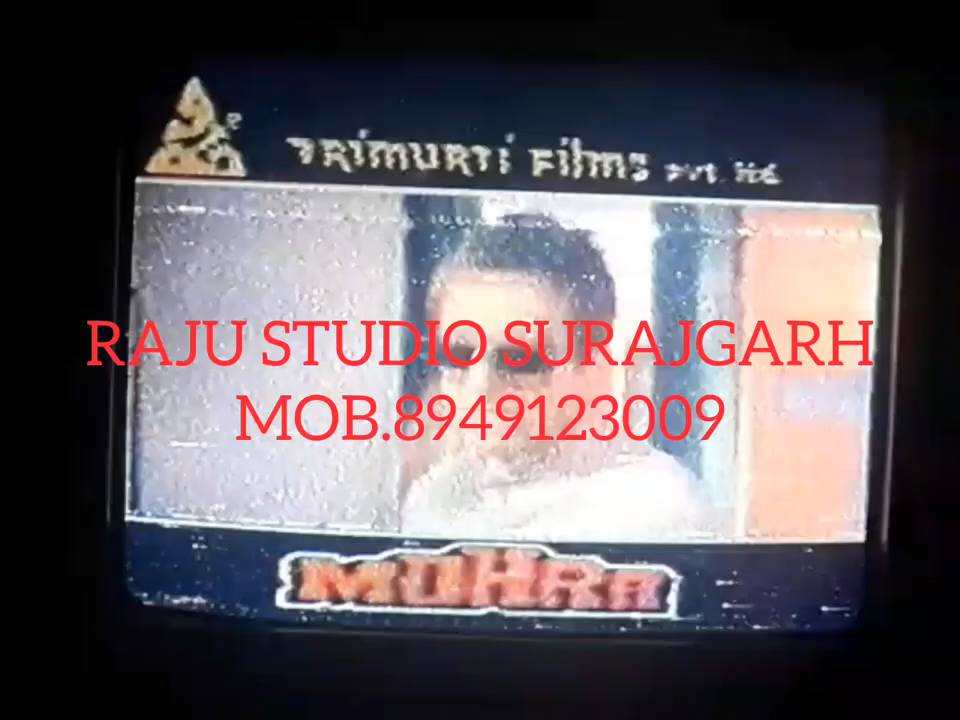 TRIMURTI FILMS PVT. LTD.
RAJU STUDIO SURAJGARH
MOB.8949123009
MOHRA